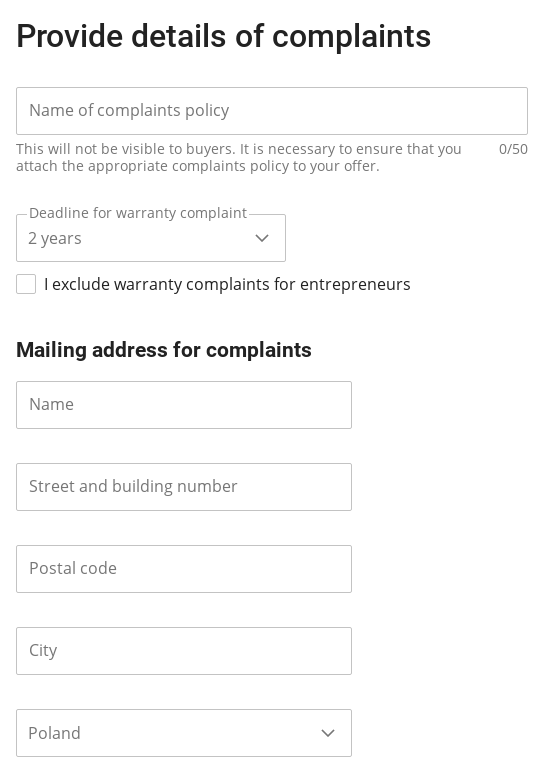 Provide details of complaints
Name of complaints policy
This will not be visible to buyers. It is necessary to ensure that you
attach the appropriate complaints policy to your offer.
0/50
Deadline for warranty complaint
2 years
I exclude warranty complaints for entrepreneurs
Mailing address for complaints
Name
Street and building number
Postal code
City
Poland